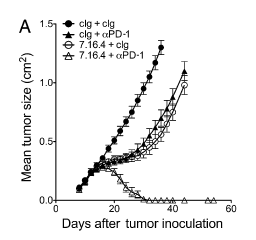 A
cIg + cIg
cIg + αPD-1
7.16.4 + cIg
7.16.4 + αPD-1
Mean tumor size (cm²)
1.5
1.0
0.5
0.0
0 20 40 60
Days after tumor inoculation